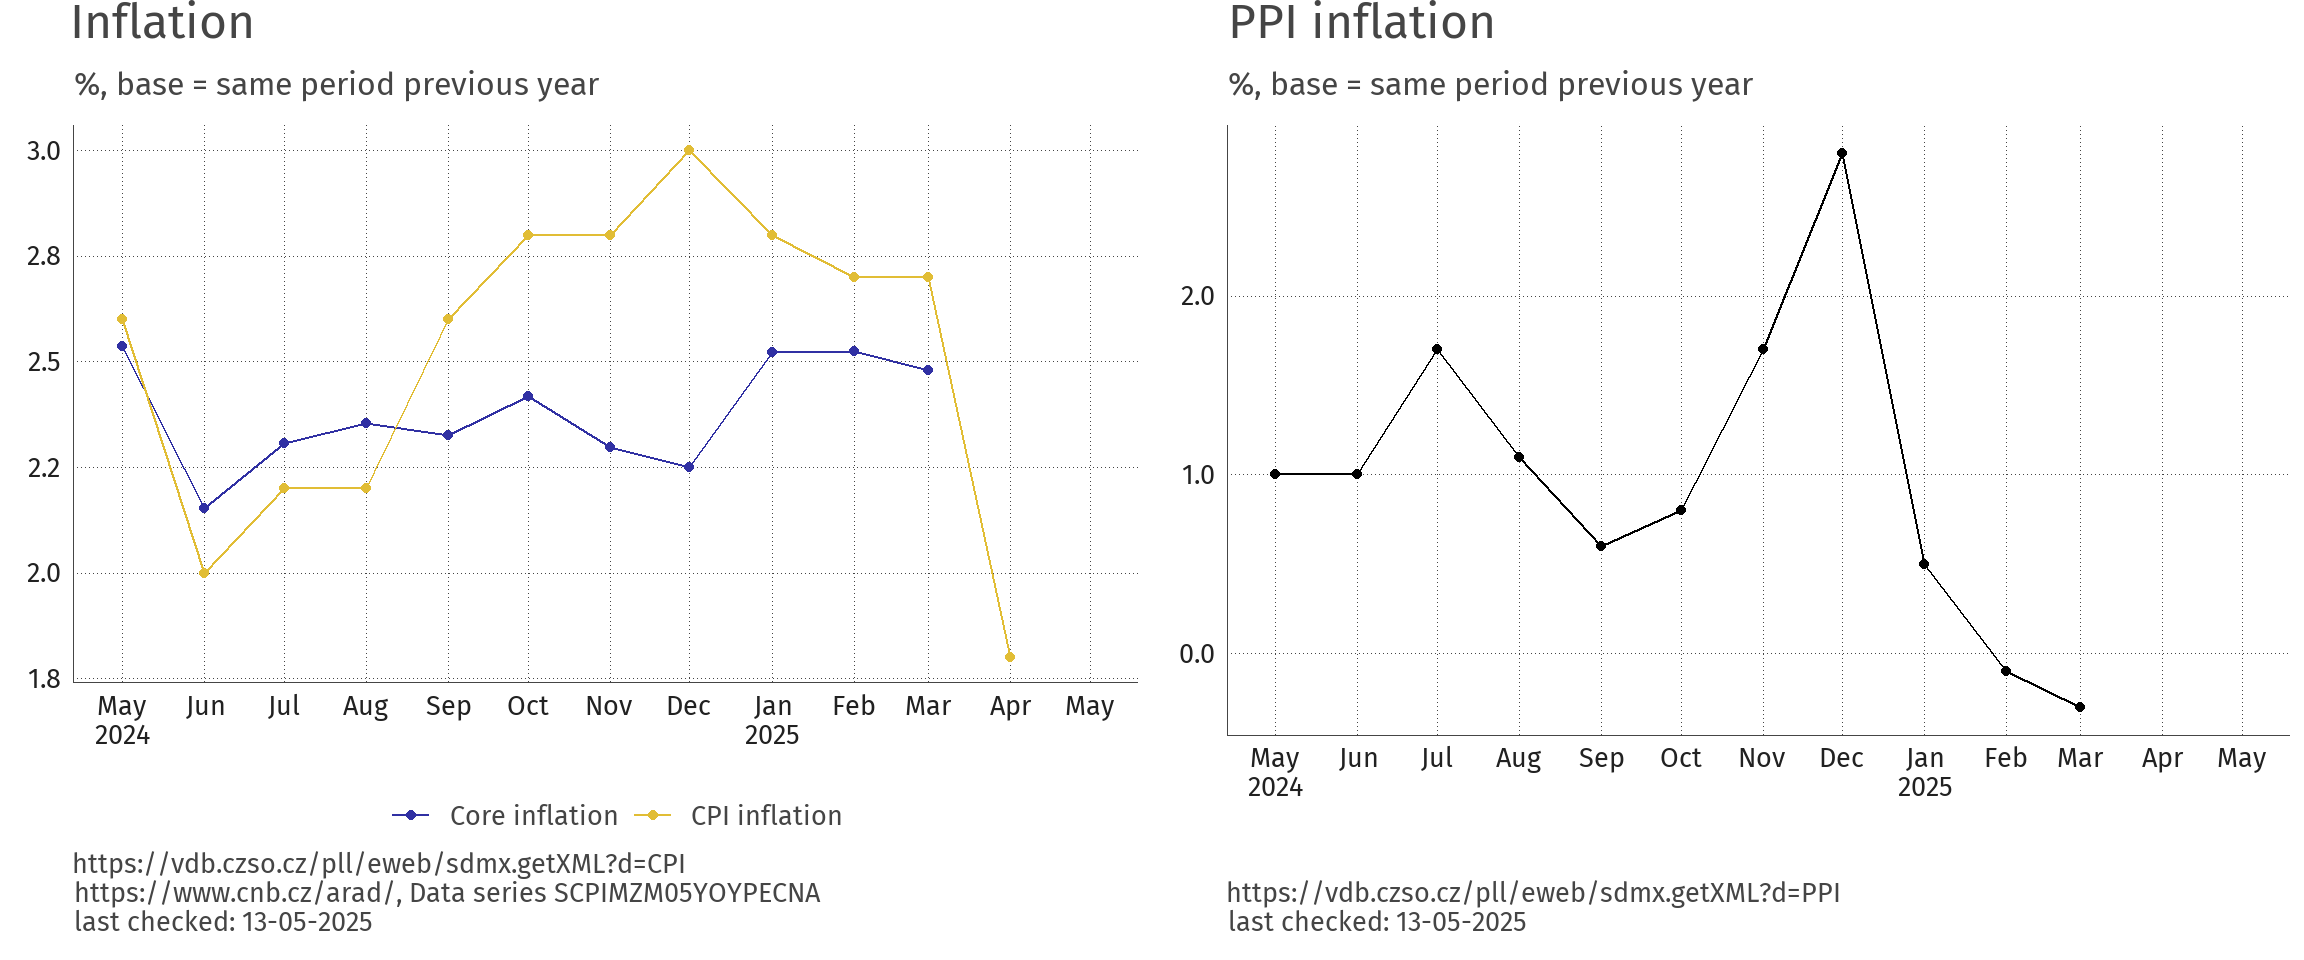 Inflation
%, base = same period previous year
3.0
2.8
2.5
2.2
2.0
1.8
May Jun Jul Aug Sep Oct Nov Dec Jan Feb Mar Apr May
2024 2025
Core inflation CPI inflation
https://vdb.czso.cz/pll/eweb/sdmx.getXML?d=CPI
https://www.cnb.cz/arad/, Data series SCPIMZM05YOYPECNA
last checked: 13-05-2025
PPI inflation
%, base = same period previous year
2.0
1.0
0.0
May Jun Jul Aug Sep Oct Nov Dec Jan Feb Mar Apr May
2024 2025
https://vdb.czso.cz/pll/eweb/sdmx.getXML?d=PPI
last checked: 13-05-2025